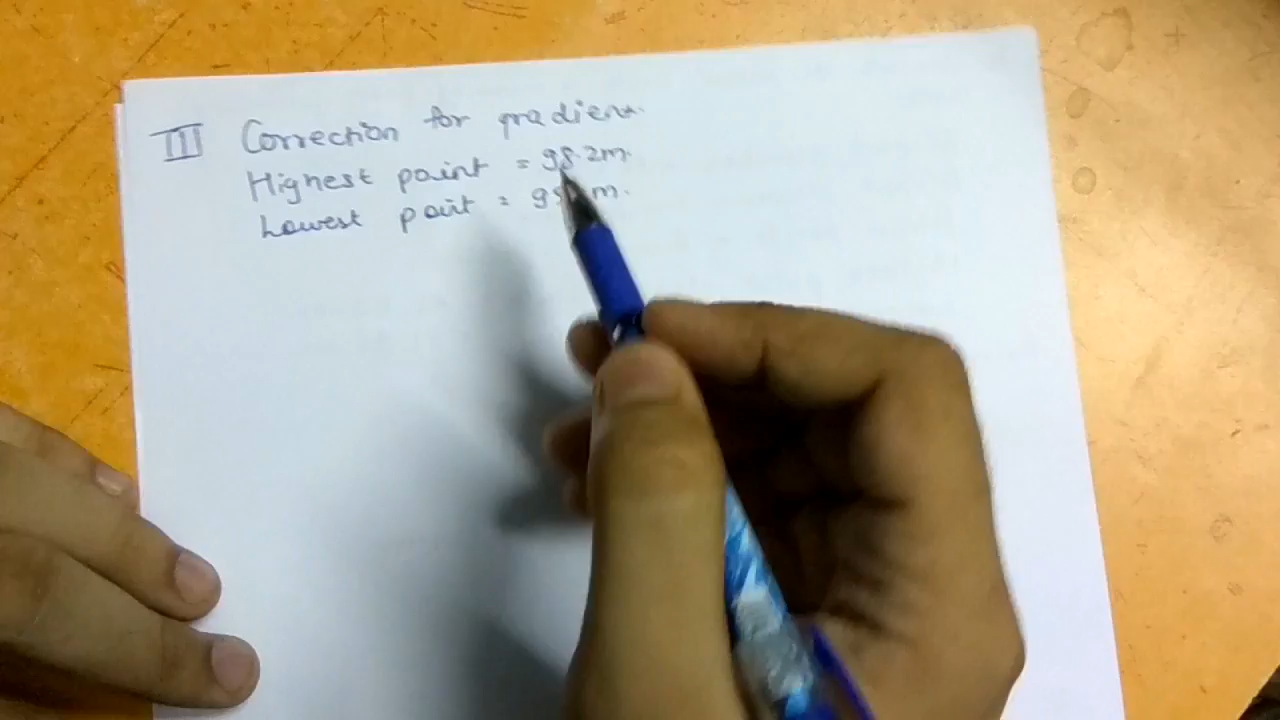 III Correction for gradient.
Highest point = 98.2m.
Lowest point = m.